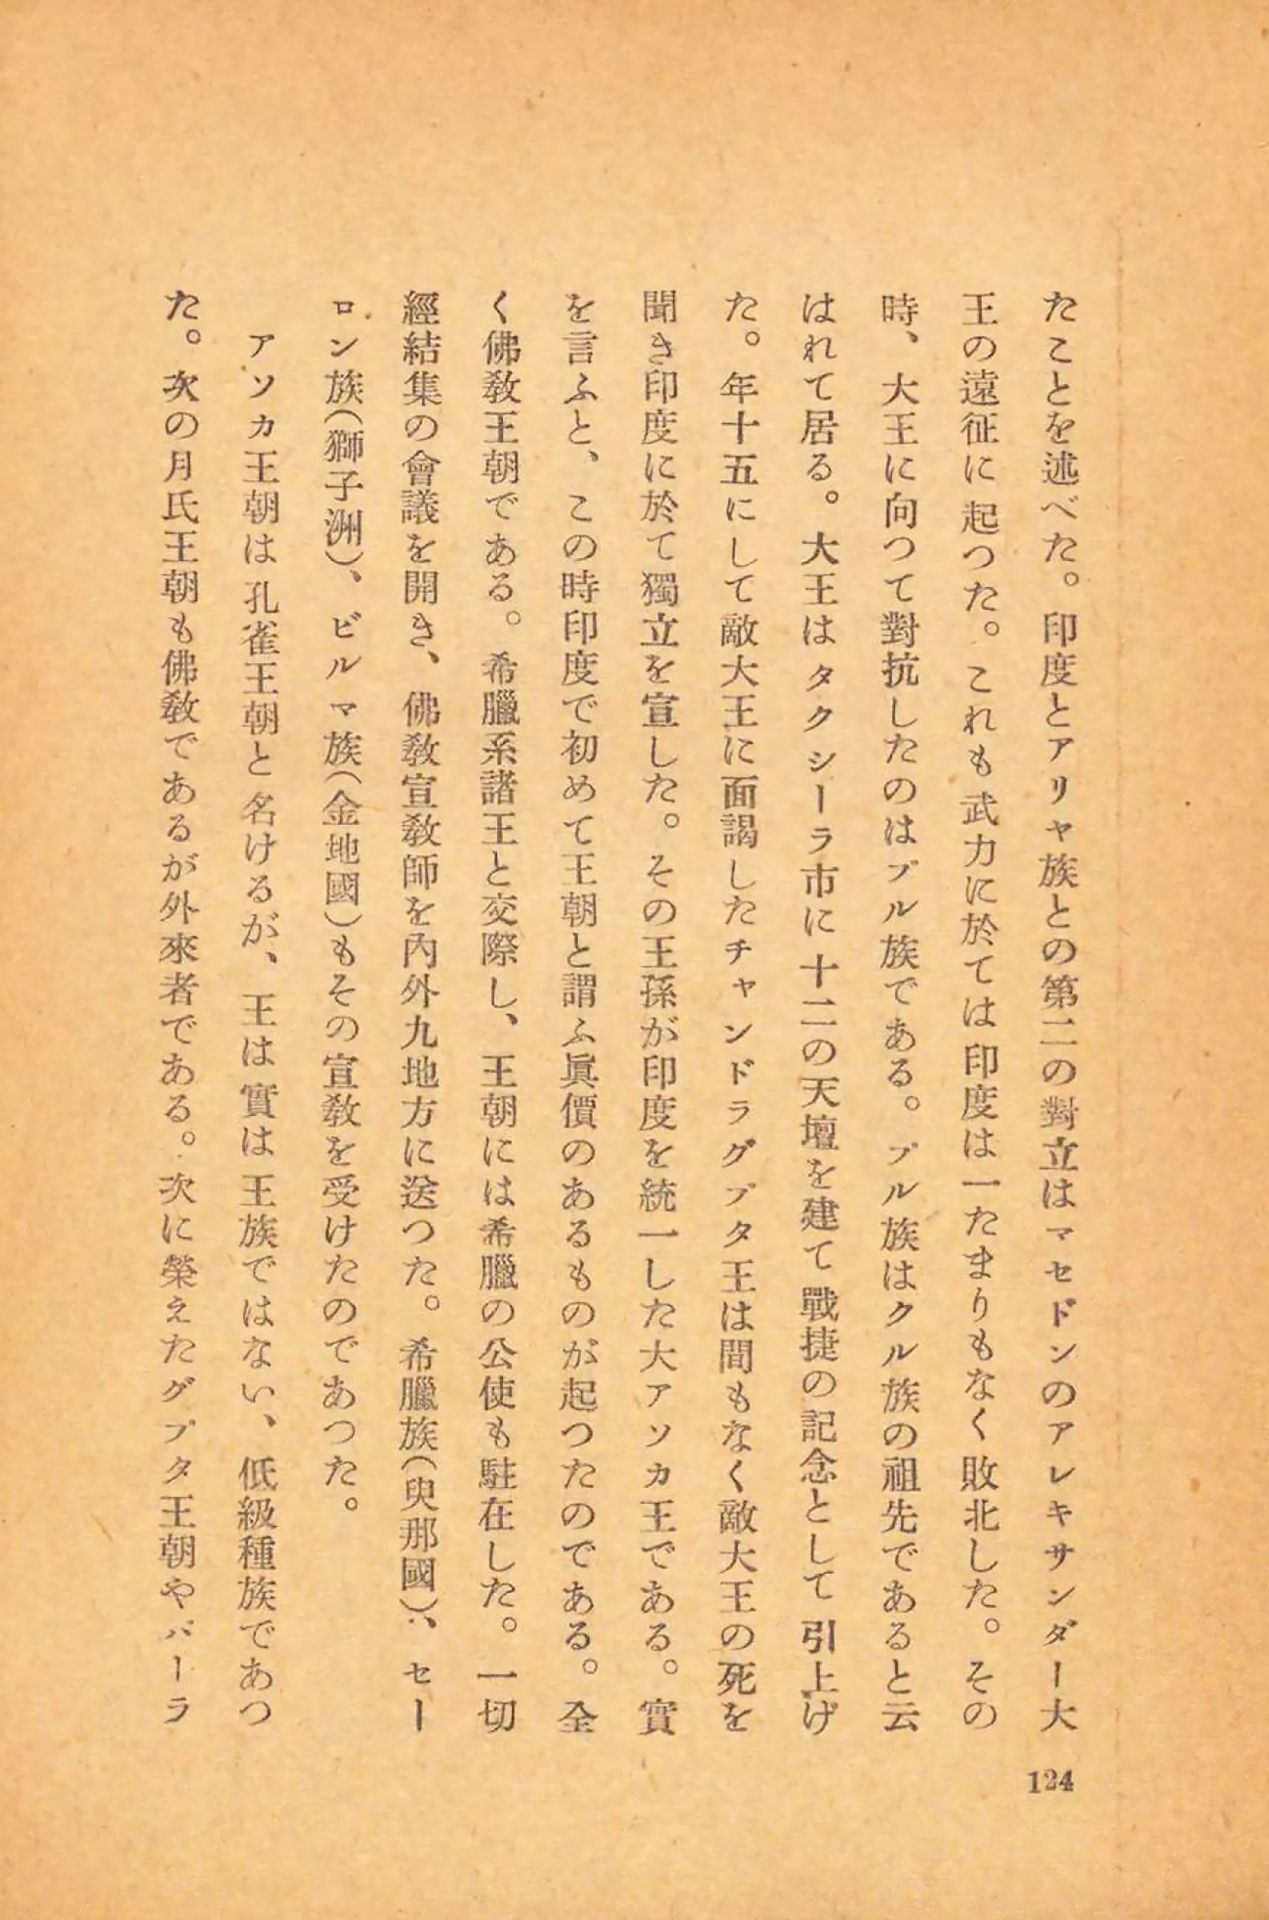 たことを述べた。印度とアリヤ族との第二の對立はマセドンのアレキサンダー大
王の遠征に起つた。これも武力に於ては印度は一たまりもなく敗北した。その
時、大王に向つて對抗したのはプル族である。プル族はクル族の祖先であると云
はれて居る。大王はタクシーラ市に十二の天壇を建て戰捷の記念として引上げ
た。年十五にして敵大王に面謁したチャンドラグプタ王は間もなく敵大王の死を
聞き印度に於て獨立を宣した。その王孫が印度を統一した大アソカ王である。實
を言ふと、この時印度で初めて王朝と謂ふ眞價のあるものが起つたのである。全
く佛敎王朝である。希臘系諸王と交際し、王朝には希臘の公使も駐在した。一切
經結集の會議を開き、佛敎宣敎師を內外九地方に送つた。希臘族(臾那國)、セー
ロン族(獅子洲)、ビルマ族(金地國)もその宣敎を受けたのであつた。
アソカ王朝は孔雀王朝と名けるが、王は實は王族ではない、低級種族であつ
た。次の月氏王朝も佛敎であるが外來者である。次に榮えたグプタ王朝やパーラ
124